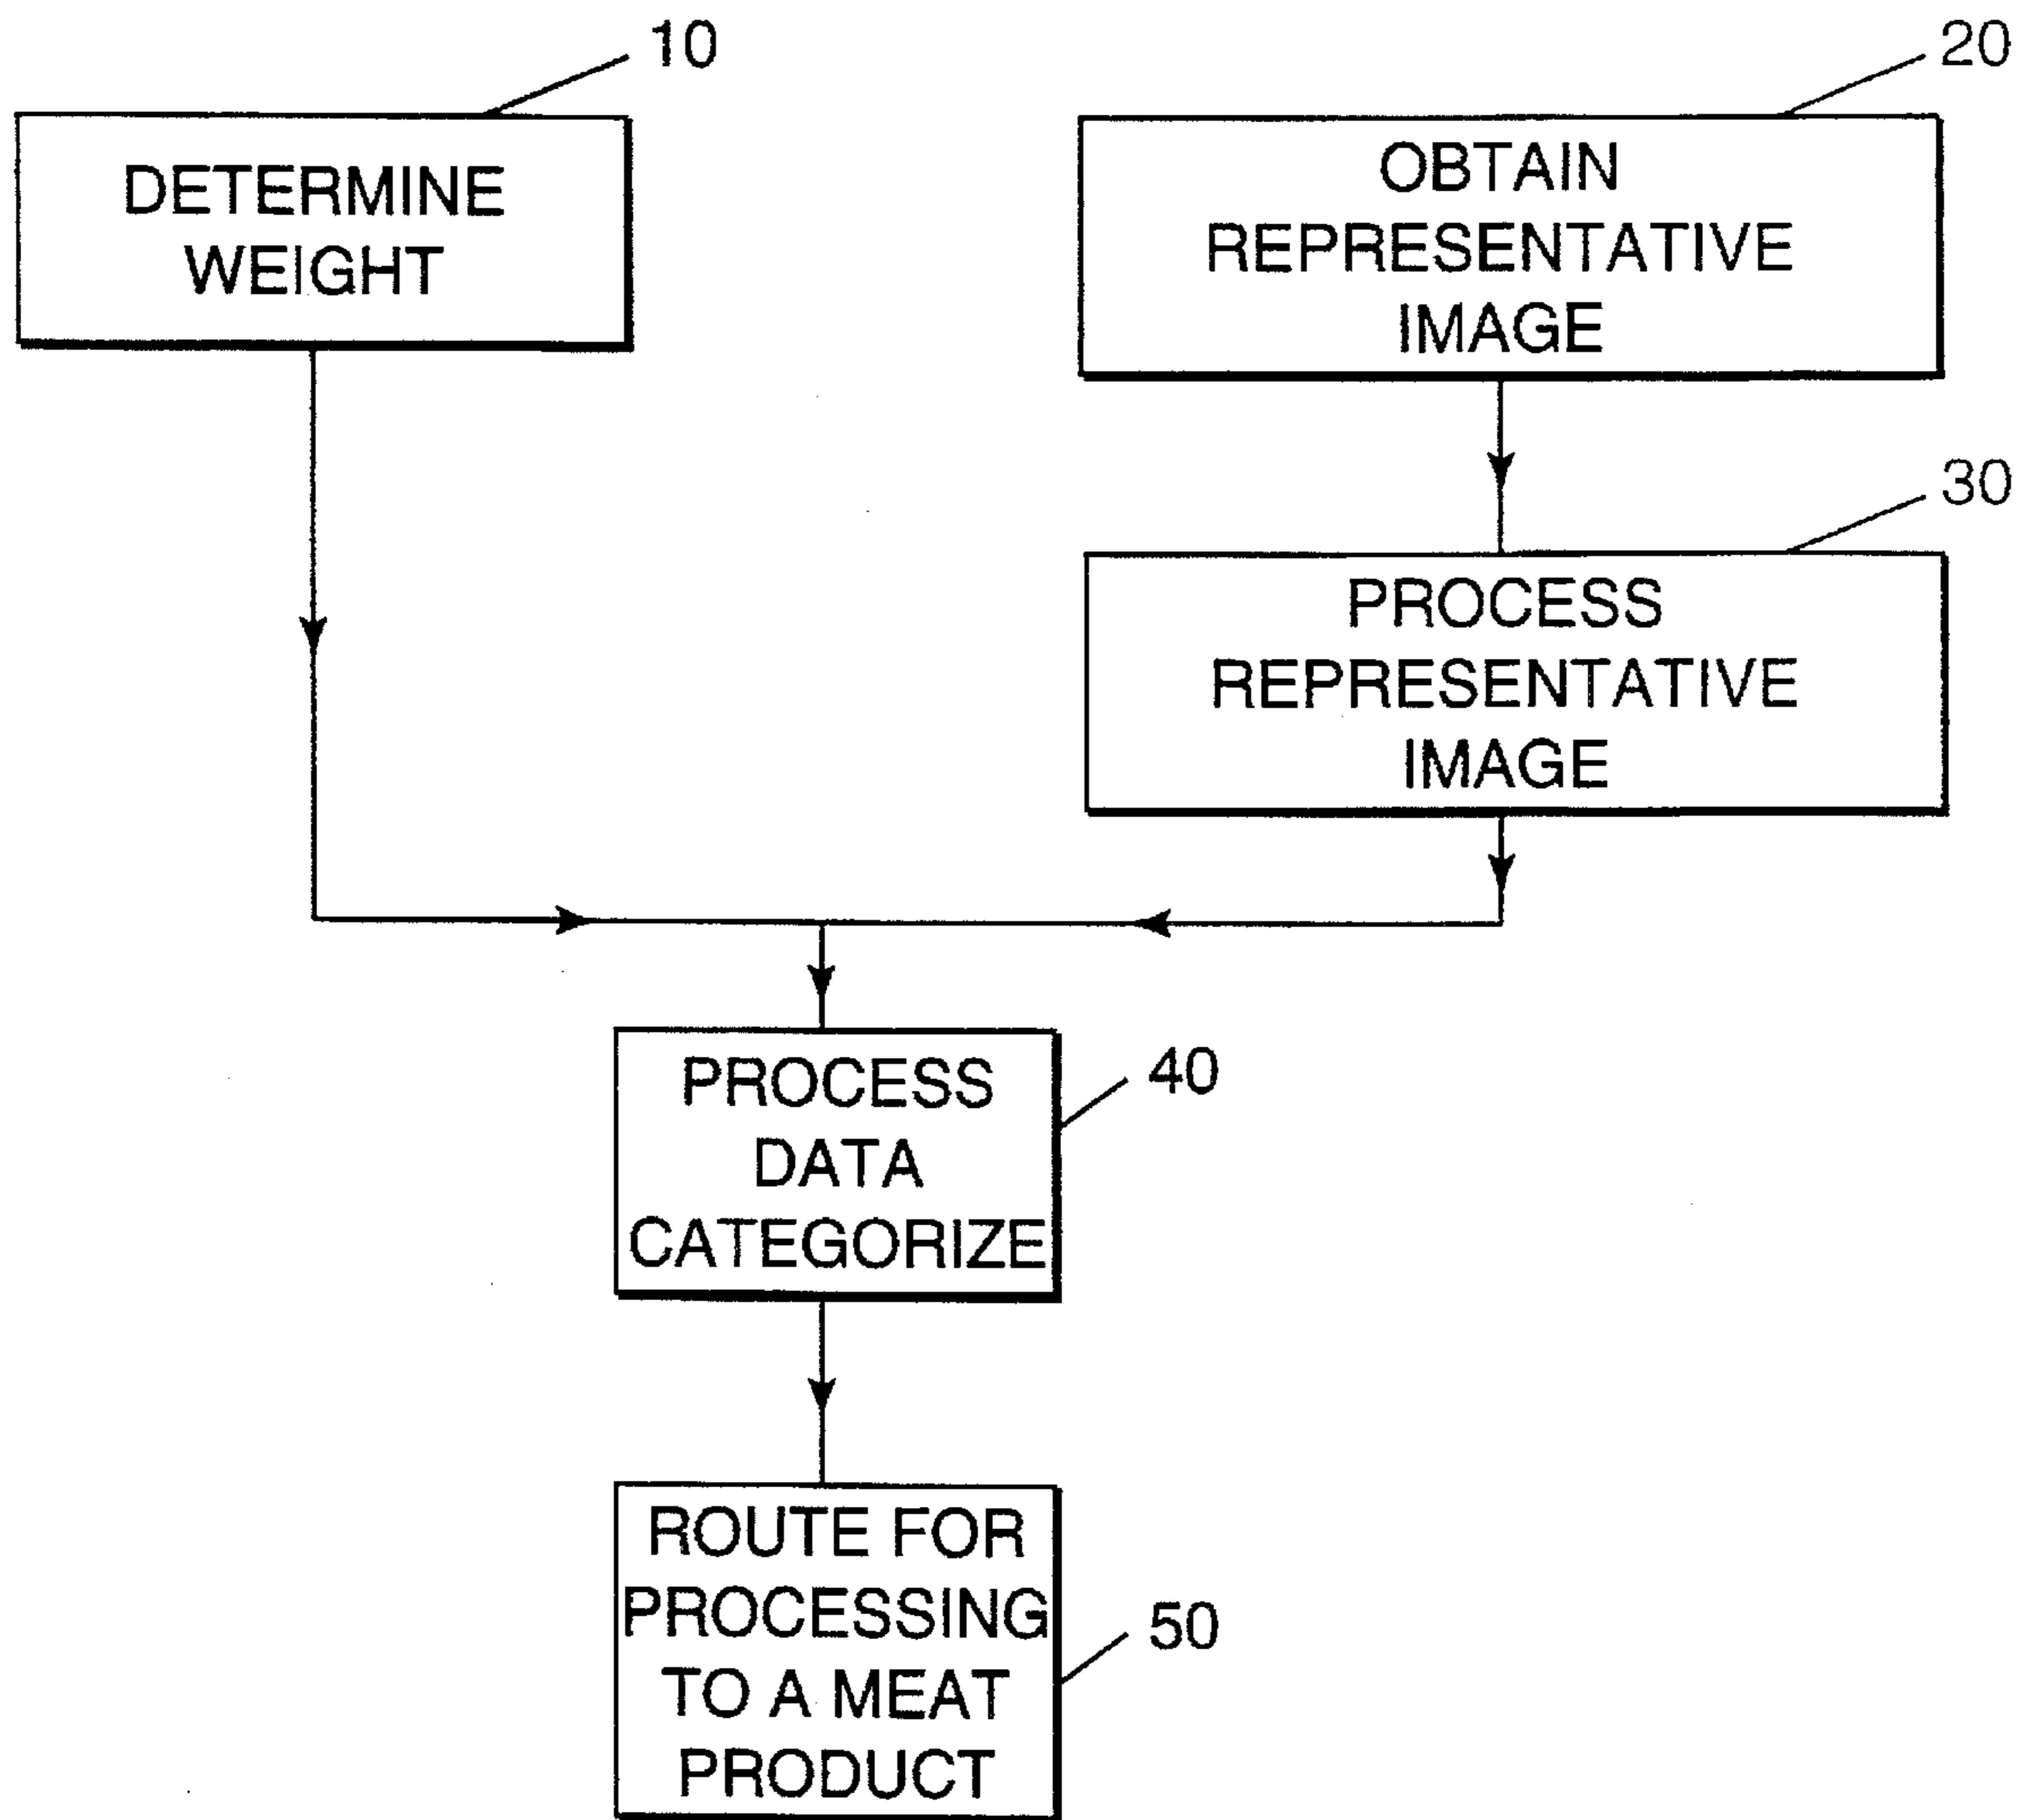 10
DETERMINE
WEIGHT
20
OBTAIN
REPRESENTATIVE
IMAGE
30
PROCESS
REPRESENTATIVE
IMAGE
40
PROCESS
DATA
CATEGORIZE
50
ROUTE FOR
PROCESSING
TO A MEAT
PRODUCT